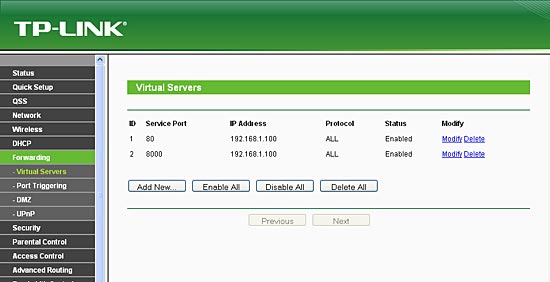 TP-LINK®
Status
Quick Setup
QSS
Network
Wireless
DHCP
Forwarding
- Virtual Servers
- Port Triggering
- DMZ
- UPnP
Security
Parental Control
Access Control
Advanced Routing
Virtual Servers
ID Service Port IP Address Protocol Status Modify
1 80 192.168.1.100 ALL Enabled Modify Delete
2 8000 192.168.1.100 ALL Enabled Modify Delete
Add New... Enable All Disable All Delete All
Previous Next